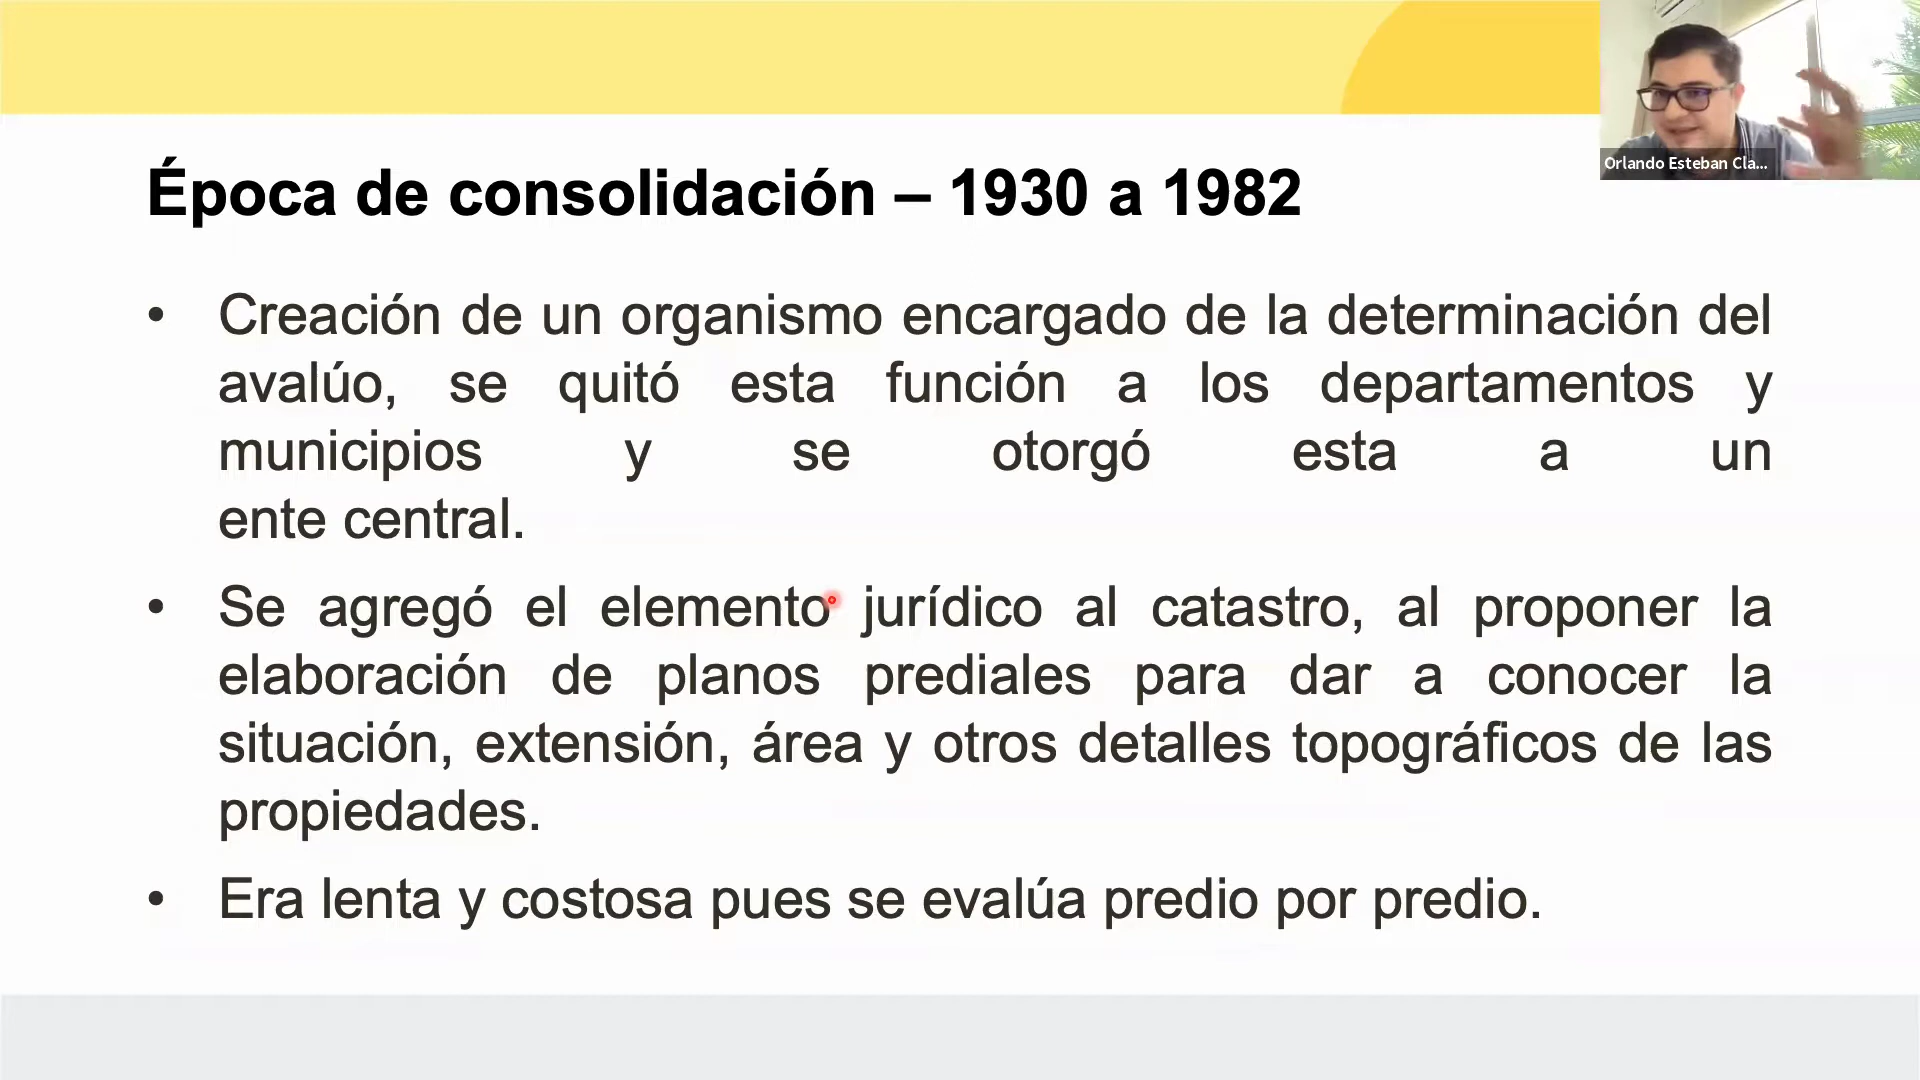 Orlando Esteban Cla...
Época de consolidación – 1930 a 1982
• Creación de un organismo encargado de la determinación del
avalúo, se quitó esta función a los departamentos y
municipios y se otorgó esta a un
ente central.
• Se agregó el elemento jurídico al catastro, al proponer la
elaboración de planos prediales para dar a conocer la
situación, extensión, área y otros detalles topográficos de las
propiedades.
• Era lenta y costosa pues se evalúa predio por predio.